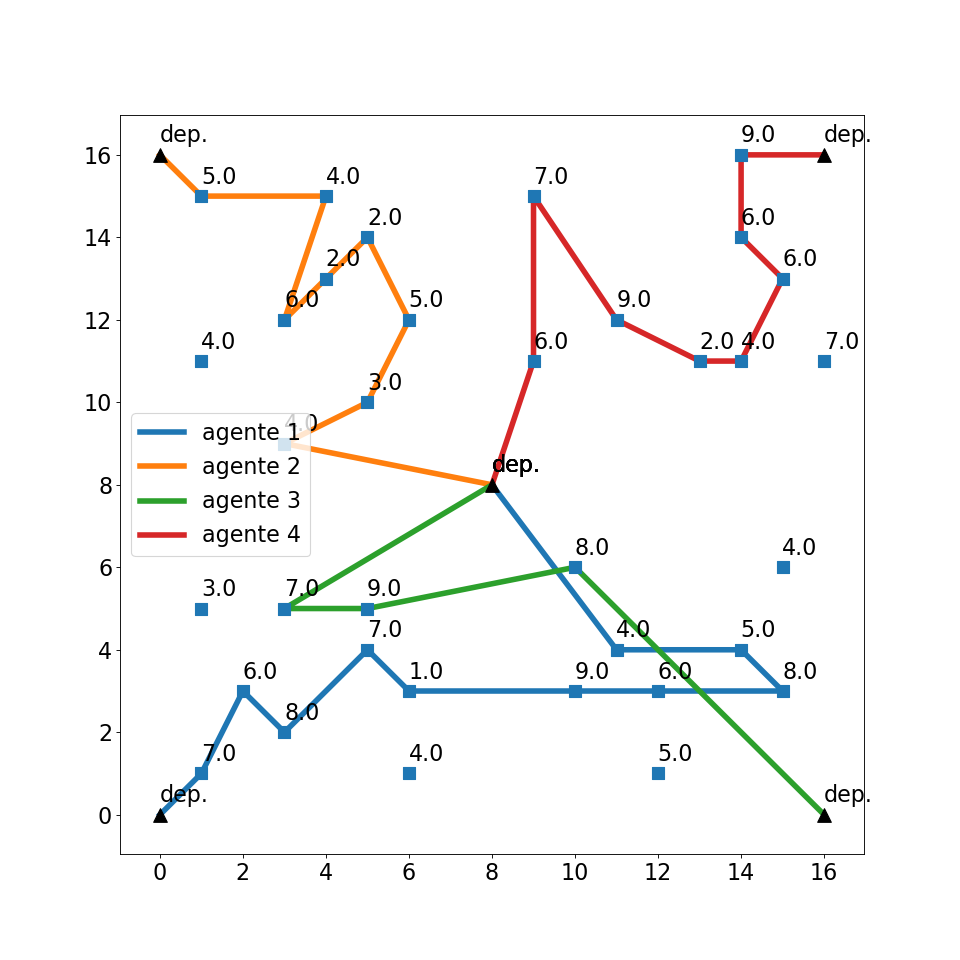 dep. 9.0 dep.
16
5.0 4.0 7.0
2.0 6.0
14
2.0 6.0
6.0 5.0 9.0
12
4.0 6.0 2.0 4.0 7.0
3.0
10
4.0
agente 1
agente 2
agente 3
agente 4
dep.
8
8.0 4.0
6
3.0 7.0 9.0
7.0 4.0 5.0
4
6.0 1.0 9.0 6.0 8.0
8.0
2
7.0 4.0 5.0
dep. dep.
0
0 2 4 6 8 10 12 14 16